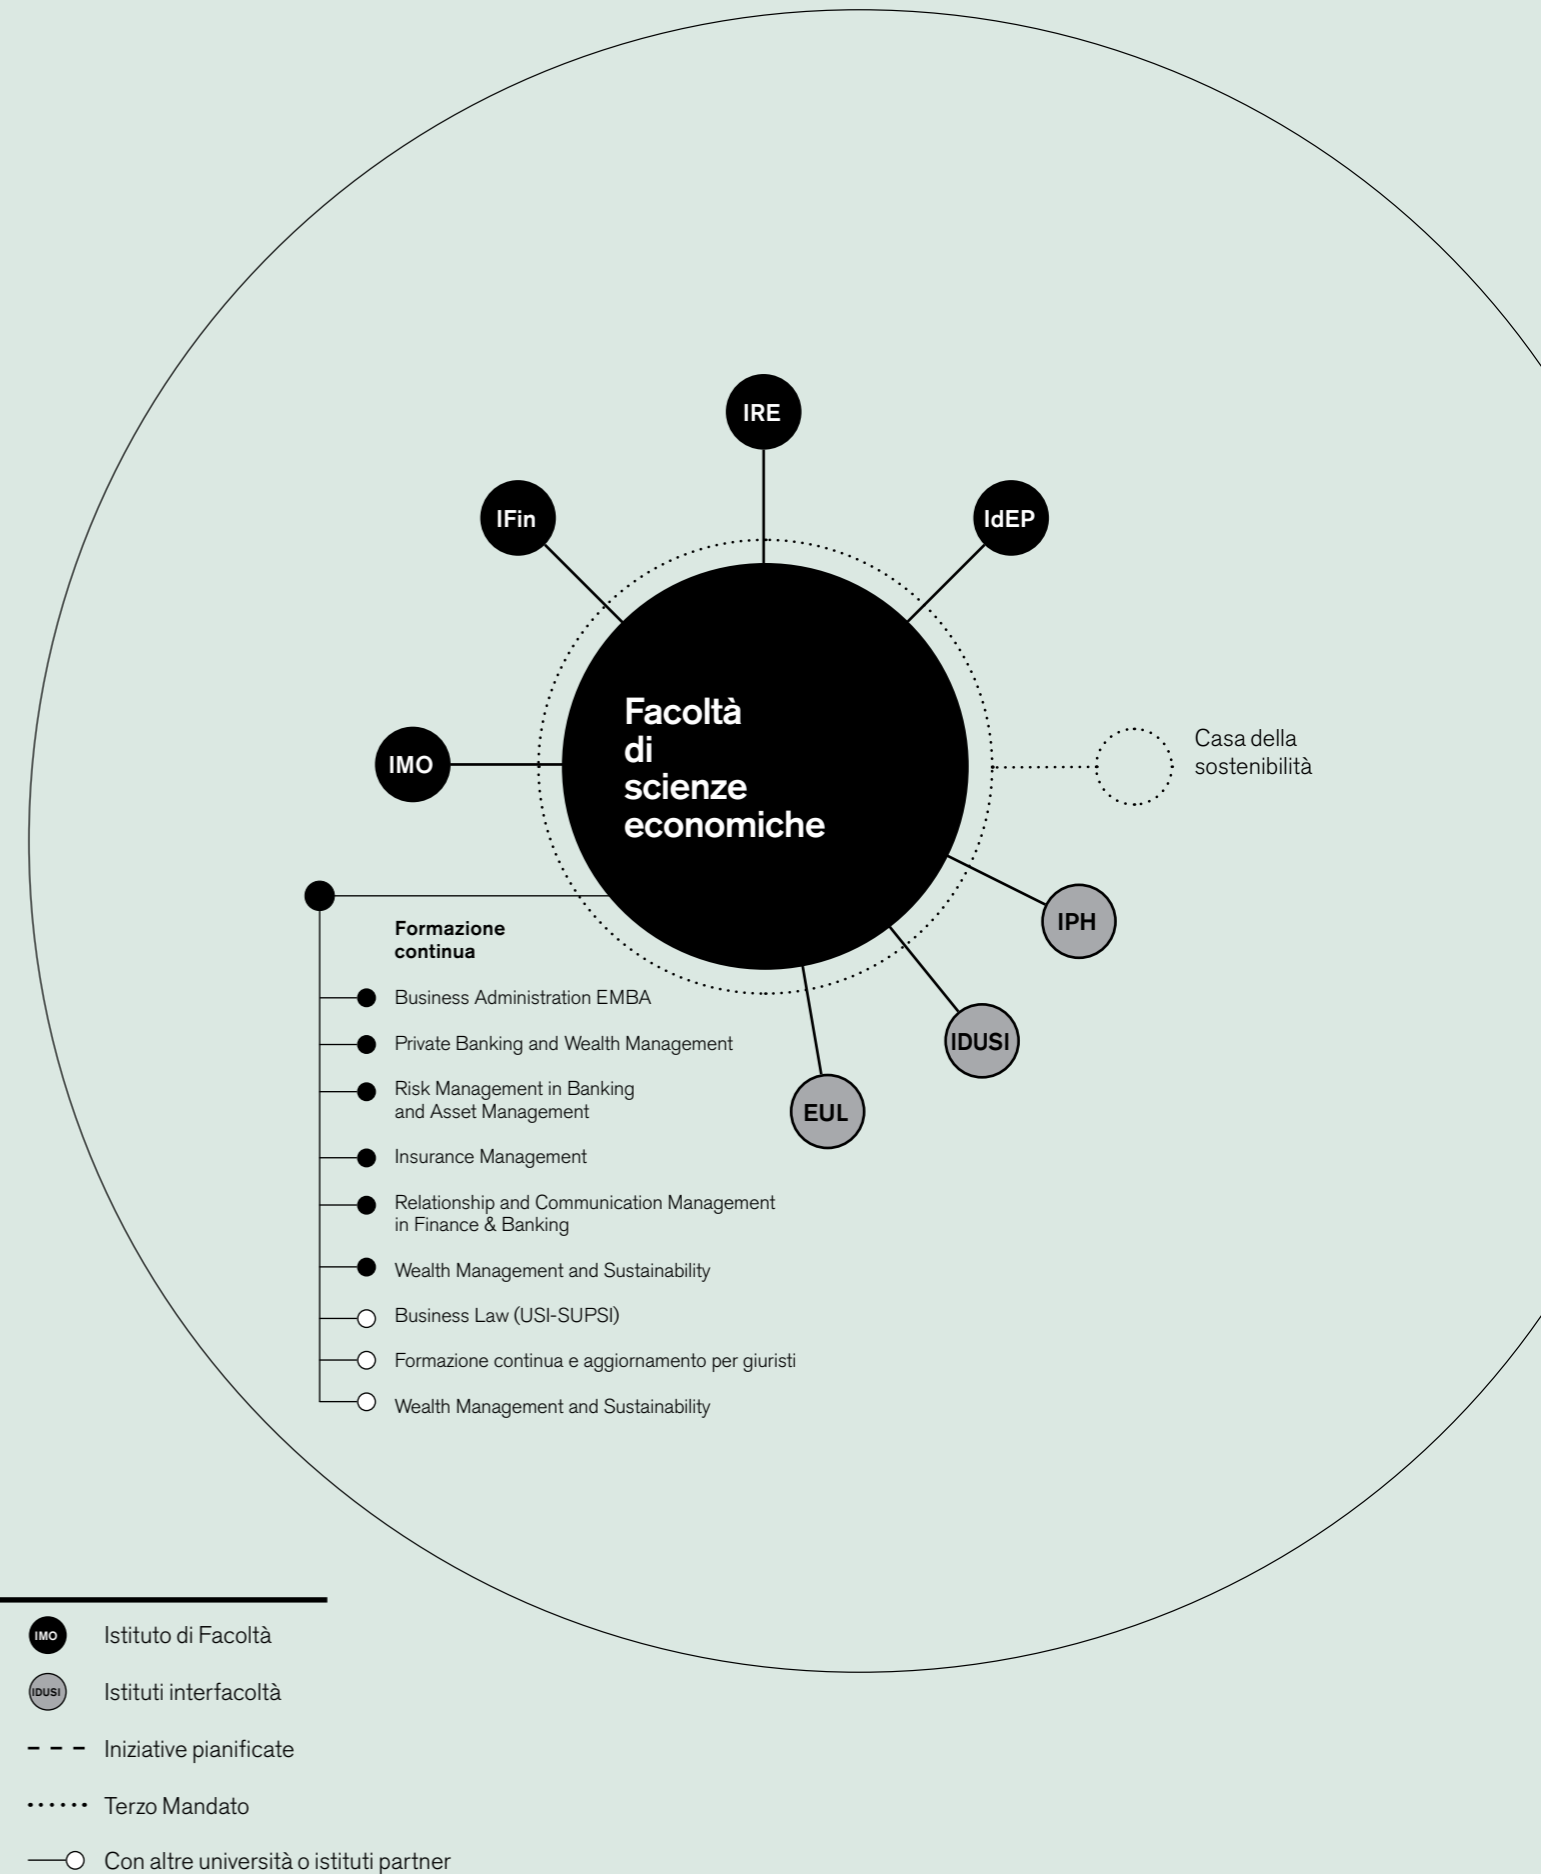 IRE
IFin
IdEP
Facoltà
di
scienze
economiche
IMO
Casa della
sostenibilità
IPH
IDUSI
EUL
Formazione
continua
Business Administration EMBA
Private Banking and Wealth Management
Risk Management in Banking
and Asset Management
Insurance Management
Relationship and Communication Management
in Finance & Banking
Wealth Management and Sustainability
Business Law (USI-SUPSI)
Formazione continua e aggiornamento per giuristi
Wealth Management and Sustainability
IMO Istituto di Facoltà
IDUSI Istituti interfacoltà
Iniziative pianificate
Terzo Mandato
Con altre università o istituti partner